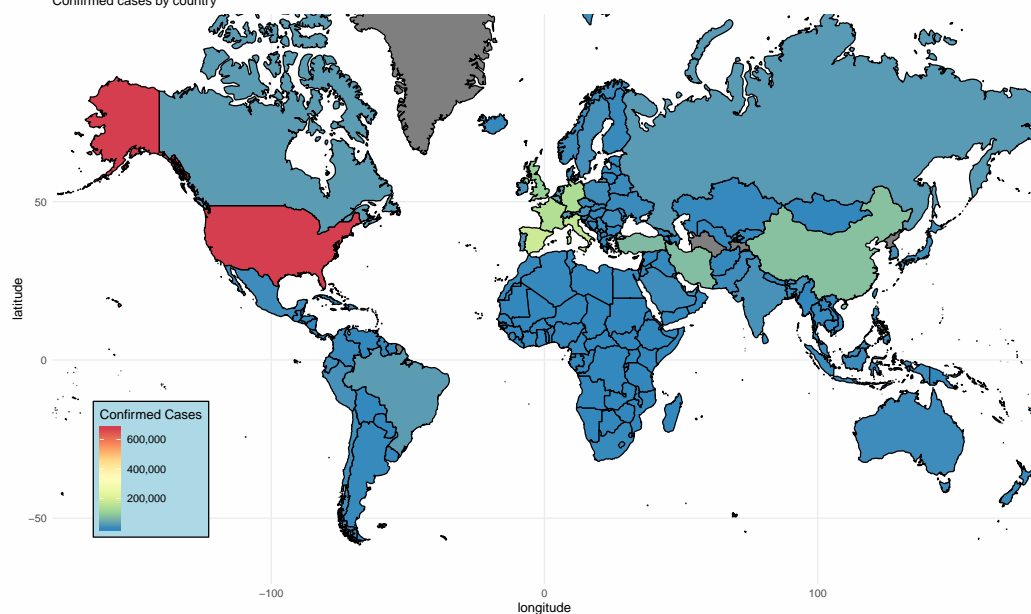 Confirmed cases by country
latitude
50
0
−50
Confirmed Cases
600,000
400,000
200,000
−100
0
100
longitude